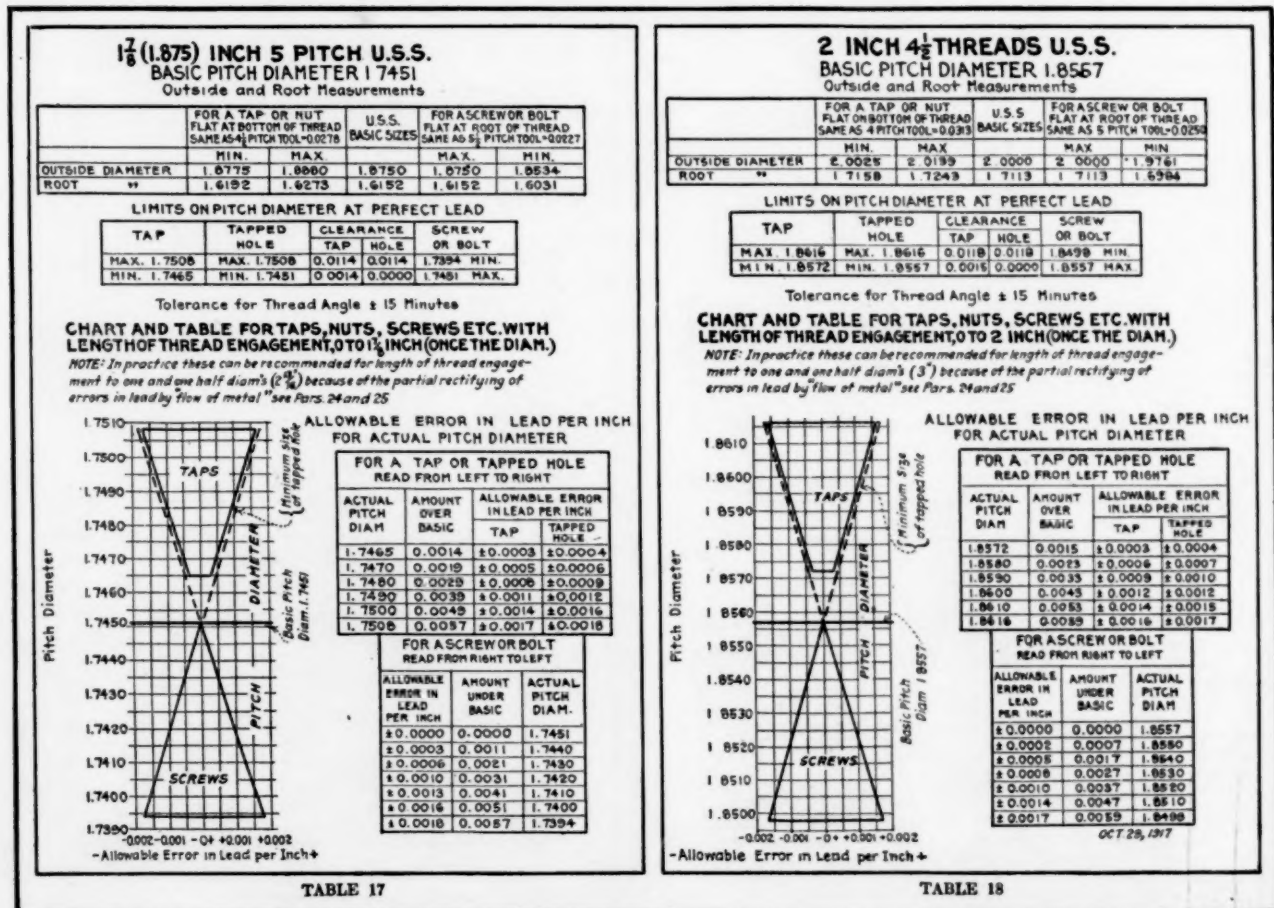 1 7/8 (1.875) INCH 5 PITCH U.S.S.
BASIC PITCH DIAMETER 1.7451
Outside and Root Measurements
FOR A TAP OR NUT
FLAT AT BOTTOM OF THREAD
SAME AS 4 1/2 PITCH TOOL=0.0278
U.S.S.
BASIC SIZES
FOR A SCREW OR BOLT
FLAT AT ROOT OF THREAD
SAME AS 5 1/2 PITCH TOOL=0.0227
MIN. MAX. MAX. MIN.
OUTSIDE DIAMETER 1.8775 1.8880 1.8750 1.8750 1.8534
ROOT " 1.6192 1.6273 1.6152 1.6152 1.6031
LIMITS ON PITCH DIAMETER AT PERFECT LEAD
TAP TAPPED HOLE CLEARANCE SCREW OR BOLT
TAP HOLE
MAX. 1.7508 MAX. 1.7508 0.0114 0.0114 1.7394 MIN.
MIN. 1.7465 MIN. 1.7451 0.0014 0.0000 1.7451 MAX.
Tolerance for Thread Angle ± 15 Minutes
CHART AND TABLE FOR TAPS, NUTS, SCREWS ETC. WITH
LENGTH OF THREAD ENGAGEMENT, 0 TO 1 7/8 INCH (ONCE THE DIAM.)
NOTE: In practice these can be recommended for length of thread engage-
ment to one and one half diam's because of the partial rectifying of
errors in lead by "flow of metal" see Pars. 24 and 25
1.7510
1.7500
1.7490
1.7480
1.7470
1.7460
1.7450
1.7440
1.7430
1.7420
1.7410
1.7400
1.7390
Pitch Diameter
TAPS
SCREWS
PITCH DIAMETER
Minimum size
of tapped hole
Basic Pitch
Diam. 1.7451
-0.002 -0.001 -0+ +0.001 +0.002
-Allowable Error in Lead per Inch+
ALLOWABLE ERROR IN LEAD PER INCH
FOR ACTUAL PITCH DIAMETER
FOR A TAP OR TAPPED HOLE
READ FROM LEFT TO RIGHT
ACTUAL PITCH DIAM. AMOUNT OVER BASIC ALLOWABLE ERROR IN LEAD PER INCH
TAP TAPPED HOLE
1.7465 0.0014 ±0.0003 ±0.0004
1.7470 0.0019 ±0.0005 ±0.0006
1.7480 0.0029 ±0.0008 ±0.0009
1.7490 0.0039 ±0.0011 ±0.0012
1.7500 0.0049 ±0.0014 ±0.0016
1.7508 0.0057 ±0.0017 ±0.0018
FOR A SCREW OR BOLT
READ FROM RIGHT TO LEFT
ALLOWABLE ERROR IN LEAD PER INCH AMOUNT UNDER BASIC ACTUAL PITCH DIAM.
±0.0000 0.0000 1.7451
±0.0003 0.0011 1.7440
±0.0006 0.0021 1.7430
±0.0010 0.0031 1.7420
±0.0013 0.0041 1.7410
±0.0016 0.0051 1.7400
±0.0018 0.0057 1.7394
TABLE 17
2 INCH 4 1/2 THREADS U.S.S.
BASIC PITCH DIAMETER 1.8557
Outside and Root Measurements
FOR A TAP OR NUT
FLAT ON BOTTOM OF THREAD
SAME AS 4 PITCH TOOL=0.0313
U.S.S
BASIC SIZES
FOR A SCREW OR BOLT
FLAT AT ROOT OF THREAD
SAME AS 5 PITCH TOOL=0.0250
MIN. MAX. MAX MIN
OUTSIDE DIAMETER 2.0025 2.0139 2.0000 2.0000 1.9761
ROOT " 1.7158 1.7243 1.7113 1.7113 1.6984
LIMITS ON PITCH DIAMETER AT PERFECT LEAD
TAP TAPPED HOLE CLEARANCE SCREW OR BOLT
TAP HOLE
MAX. 1.8616 MAX. 1.8616 0.0118 0.0118 1.8498 MIN.
MIN. 1.8572 MIN. 1.8557 0.0015 0.0000 1.8557 MAX
Tolerance for Thread Angle ± 15 Minutes
CHART AND TABLE FOR TAPS, NUTS, SCREWS ETC. WITH
LENGTH OF THREAD ENGAGEMENT, 0 TO 2 INCH (ONCE THE DIAM.)
NOTE: In practice these can be recommended for length of thread engage-
ment to one and one half diam's (3") because of the partial rectifying of
errors in lead by "flow of metal" see Pars. 24 and 25
1.8610
1.8600
1.8590
1.8580
1.8570
1.8560
1.8550
1.8540
1.8530
1.8520
1.8510
1.8500
Pitch Diameter
TAPS
SCREWS
PITCH DIAMETER
Minimum size
of tapped hole
Basic Pitch
Diam 1.8557
-0.002 -0.001 -0+ +0.001 +0.002
-Allowable Error in Lead per Inch+
ALLOWABLE ERROR IN LEAD PER INCH
FOR ACTUAL PITCH DIAMETER
FOR A TAP OR TAPPED HOLE
READ FROM LEFT TO RIGHT
ACTUAL PITCH DIAM AMOUNT OVER BASIC ALLOWABLE ERROR IN LEAD PER INCH
TAP TAPPED HOLE
1.8572 0.0015 ±0.0003 ±0.0004
1.8580 0.0023 ±0.0006 ±0.0007
1.8590 0.0033 ±0.0009 ±0.0010
1.8600 0.0043 ±0.0012 ±0.0012
1.8610 0.0053 ±0.0014 ±0.0015
1.8616 0.0059 ±0.0016 ±0.0017
FOR A SCREW OR BOLT
READ FROM RIGHT TO LEFT
ALLOWABLE ERROR IN LEAD PER INCH AMOUNT UNDER BASIC ACTUAL PITCH DIAM
±0.0000 0.0000 1.8557
±0.0002 0.0007 1.8550
±0.0005 0.0017 1.8540
±0.0008 0.0027 1.8530
±0.0010 0.0037 1.8520
±0.0014 0.0047 1.8510
±0.0017 0.0059 1.8498
OCT. 29, 1917
TABLE 18